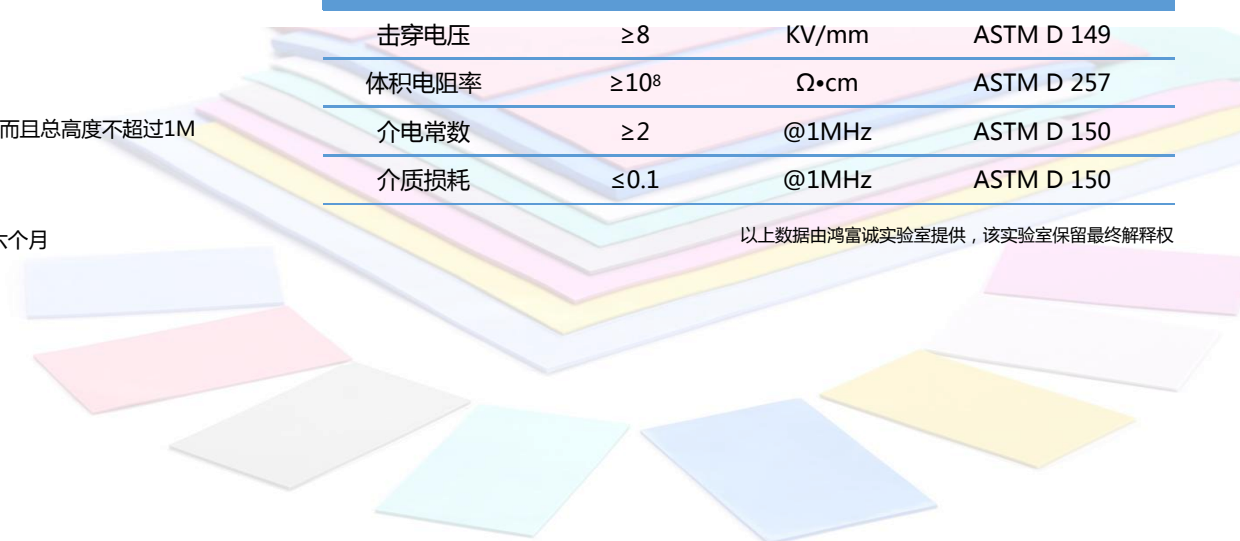 击穿电压 ≥8 KV/mm ASTM D 149
体积电阻率 ≥10⁸ Ω•cm ASTM D 257
而且总高度不超过1M
介电常数 ≥2 @1MHz ASTM D 150
介质损耗 ≤0.1 @1MHz ASTM D 150
六个月
以上数据由鸿富诚实验室提供，该实验室保留最终解释权